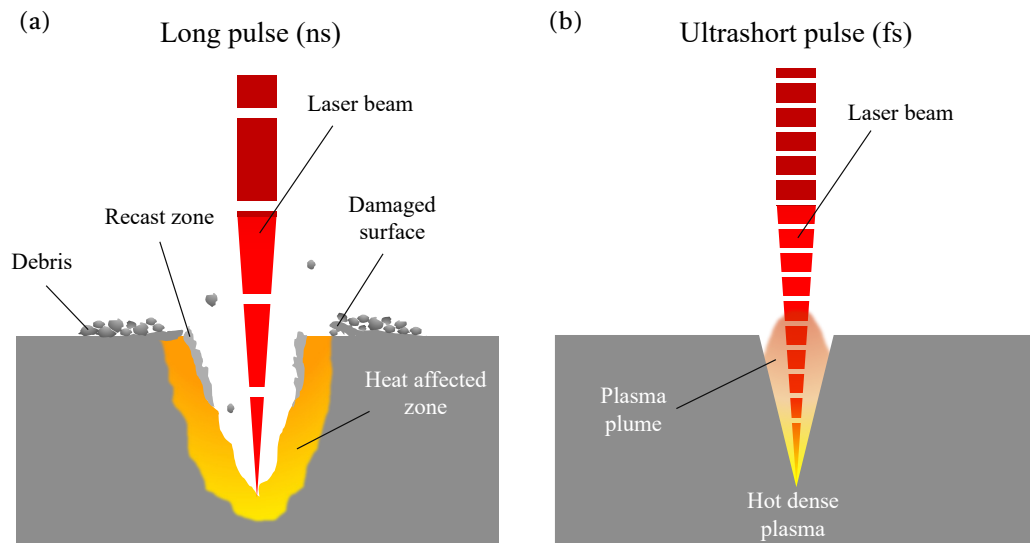 (a)
Long pulse (ns)
Laser beam
Recast zone
Damaged
surface
Debris
Heat affected
zone
(b)
Ultrashort pulse (fs)
Laser beam
Plasma
plume
Hot dense
plasma